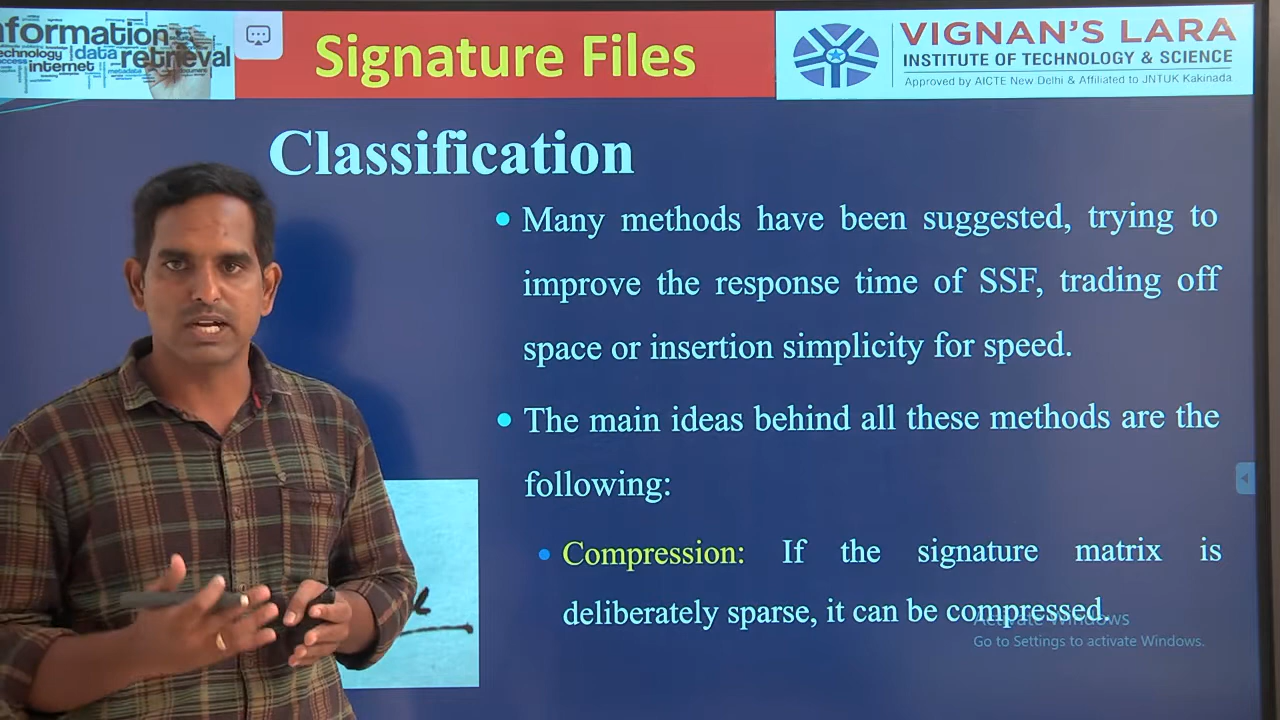 nformation
echnology data retrieval
internet
metadata
Signature Files
VIGNAN'S LARA
INSTITUTE OF TECHNOLOGY & SCIENCE
Approved by AICTE New Delhi & Affiliated to JNTUK Kakinada
Classification
• Many methods have been suggested, trying to
improve the response time of SSF, trading off
space or insertion simplicity for speed.
• The main ideas behind all these methods are the
following:
• Compression: If the signature matrix is
deliberately sparse, it can be compressed.
Activate Windows
Go to Settings to activate Windows.